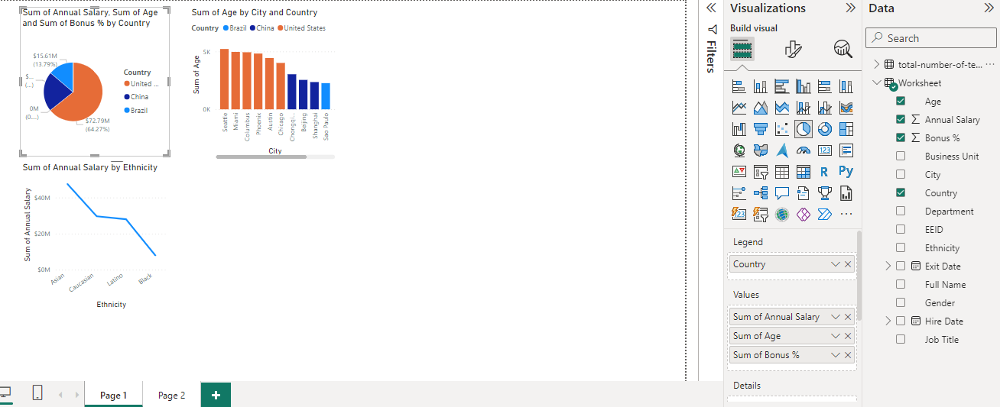 Sum of Annual Salary, Sum of Age
and Sum of Bonus % by Country
$15.61M
(13.79%)
$...
(...)
0M
(0....)
$72.79M
(64.27%)
Country
United ...
China
Brazil
Sum of Age by City and Country
Country Brazil China United States
Sum of Age
5K
0K
Seattle
Miami
Columbus
Phoenix
Austin
Chicago
Chongqi...
Beijing
Shanghai
Sao Paulo
City
Sum of Annual Salary by Ethnicity
Sum of Annual Salary
$40M
$20M
$0M
Asian
Caucasian
Latino
Black
Ethnicity
Page 1
Page 2
Filters
Visualizations
Build visual
123
R
Py
123
Legend
Country
Values
Sum of Annual Salary
Sum of Age
Sum of Bonus %
Details
Data
Search
total-number-of-te...
Worksheet
Age
Annual Salary
Bonus %
Business Unit
City
Country
Department
EEID
Ethnicity
Exit Date
Full Name
Gender
Hire Date
Job Title